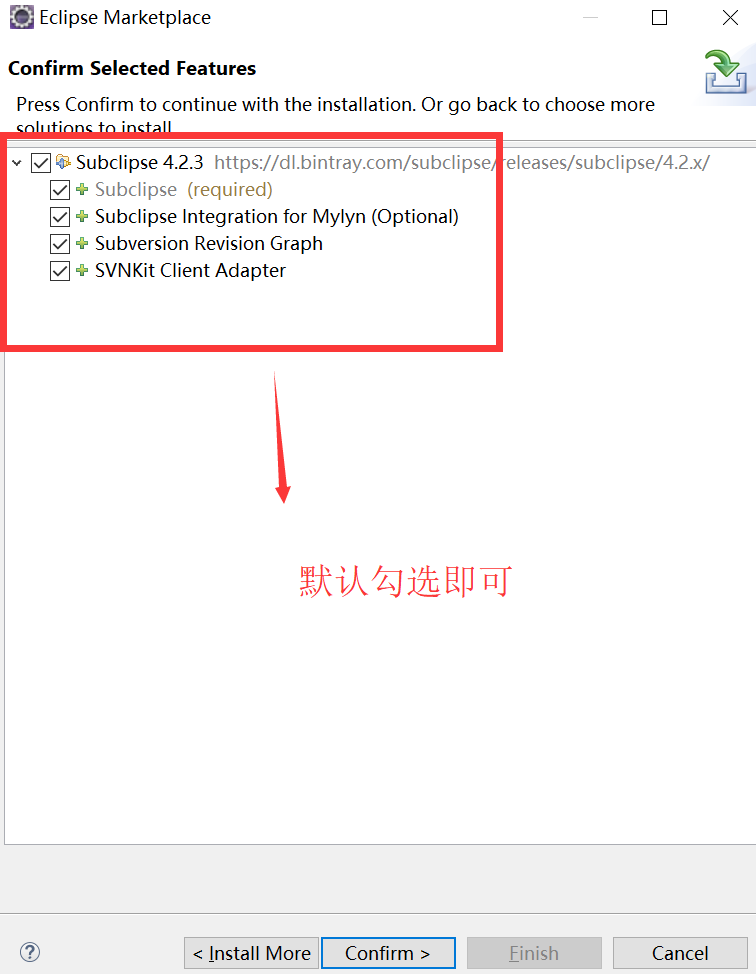 Eclipse Marketplace
Confirm Selected Features
Press Confirm to continue with the installation. Or go back to choose more
solutions to install.
Subclipse 4.2.3 https://dl.bintray.com/subclipse/releases/subclipse/4.2.x/
Subclipse (required)
Subclipse Integration for Mylyn (Optional)
Subversion Revision Graph
SVNKit Client Adapter
默认勾选即可
?
< Install More
Confirm >
Finish
Cancel